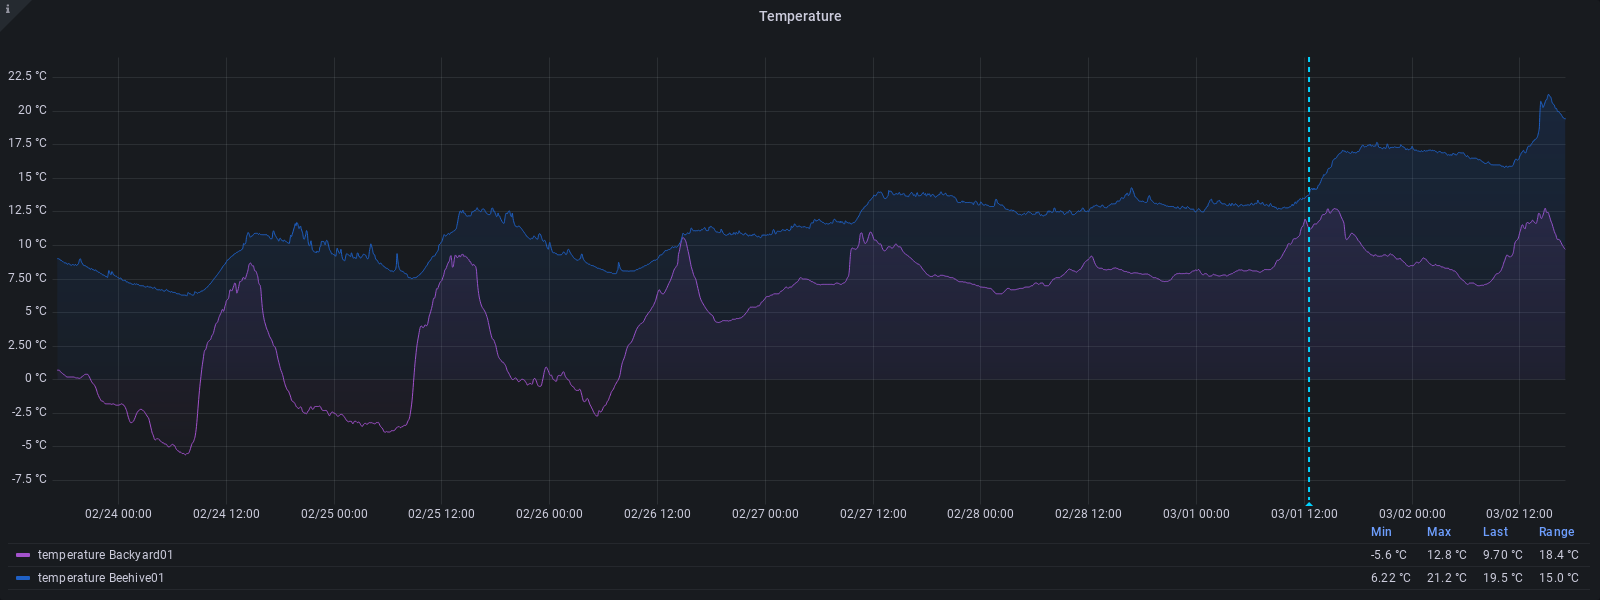 i
Temperature
22.5 °C
20 °C
17.5 °C
15 °C
12.5 °C
10 °C
7.50 °C
5 °C
2.50 °C
0 °C
-2.5 °C
-5 °C
-7.5 °C
02/24 00:00 02/24 12:00 02/25 00:00 02/25 12:00 02/26 00:00 02/26 12:00 02/27 00:00 02/27 12:00 02/28 00:00 02/28 12:00 03/01 00:00 03/01 12:00 03/02 00:00 03/02 12:00
Min Max Last Range
temperature Backyard01 -5.6 °C 12.8 °C 9.70 °C 18.4 °C
temperature Beehive01 6.22 °C 21.2 °C 19.5 °C 15.0 °C